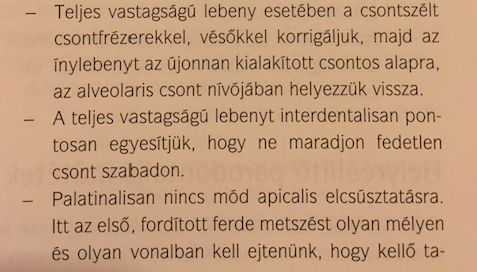 – Teljes vastagságú lebeny esetében a csontszélt
csontfrézerekkel, vésőkkel korrigáljuk, majd az
ínylebenyt az újonnan kialakított csontos alapra,
az alveolaris csont nívójában helyezzük vissza.
– A teljes vastagságú lebenyt interdentalisan pon-
tosan egyesítjük, hogy ne maradjon fedetlen
csont szabadon.
– Palatinalisan nincs mód apicalis elcsúsztatásra.
Itt az első, fordított ferde metszést olyan mélyen
és olyan vonalban kell ejtenünk, hogy kellő ta-